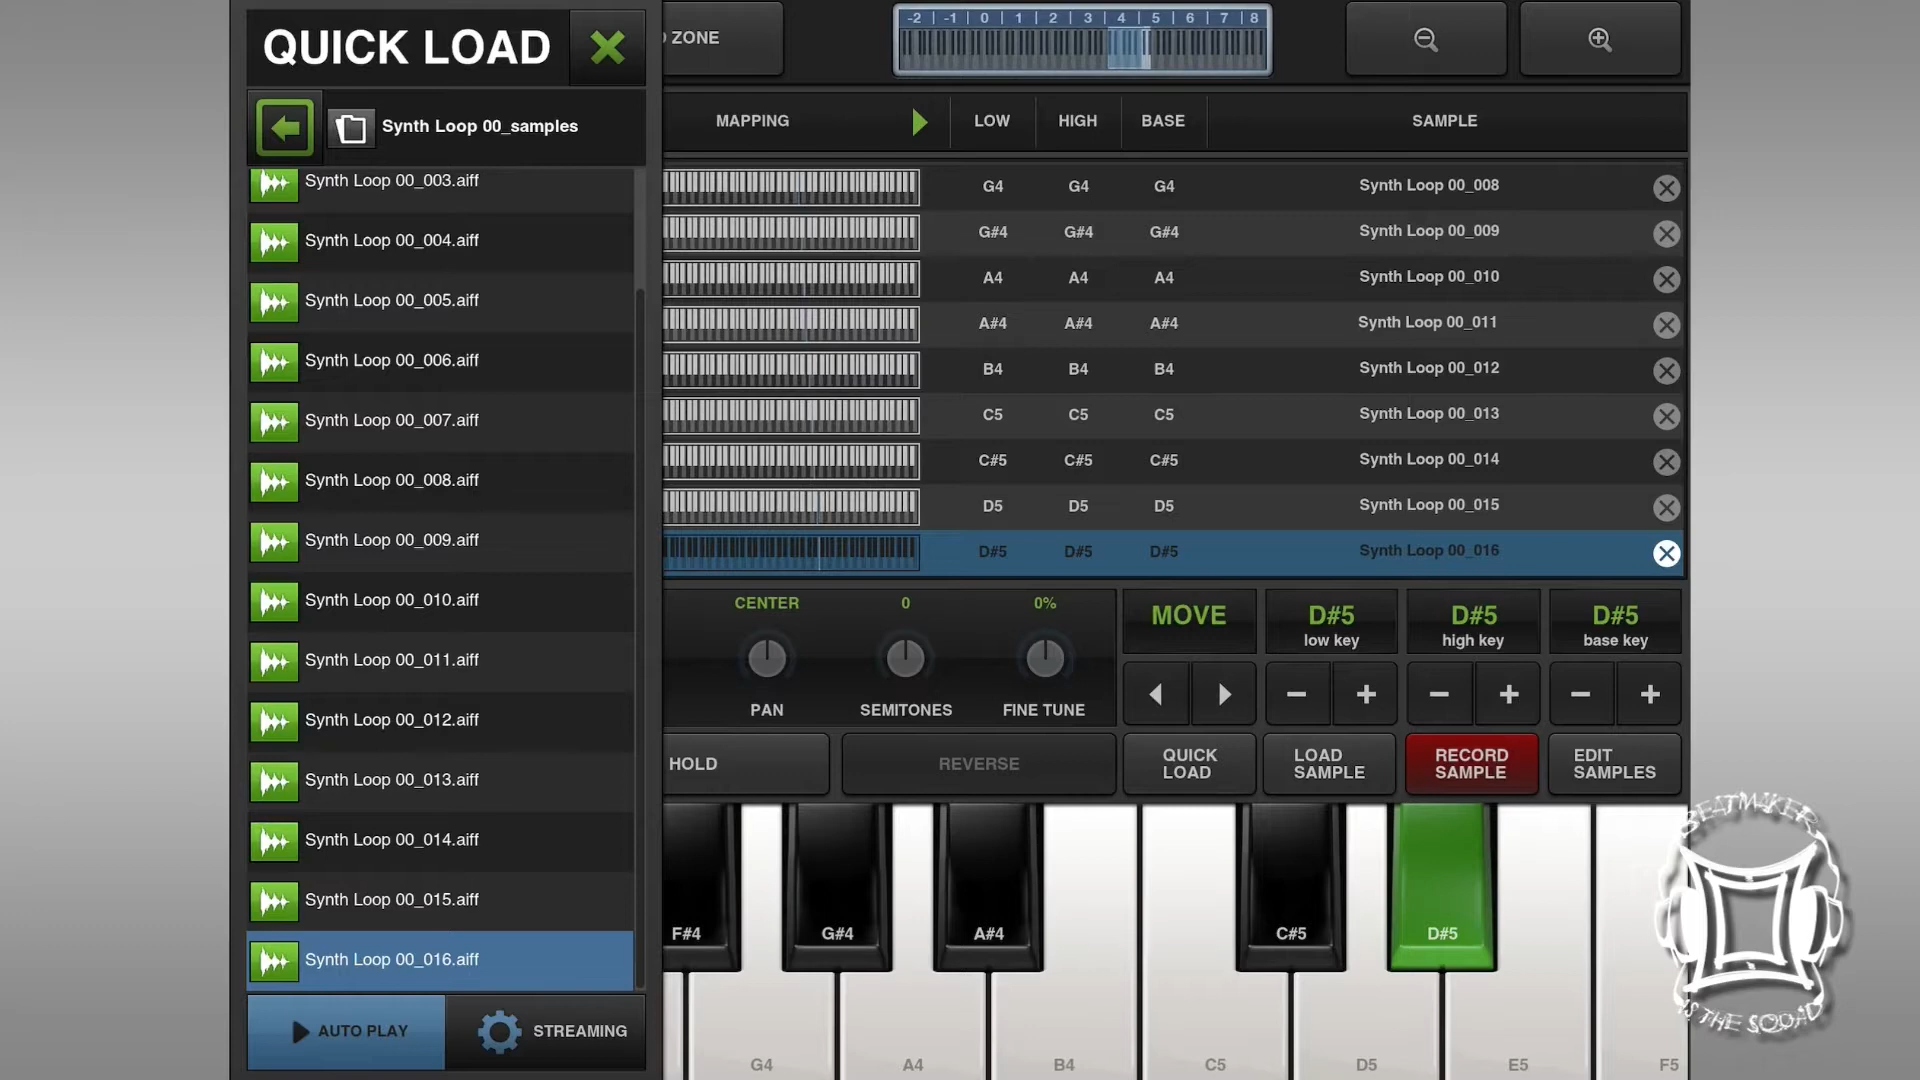 QUICK LOAD
ZONE
-2 | -1 | 0 | 1 | 2 | 3 | 4 | 5 | 6 | 7 | 8
Synth Loop 00_samples
MAPPING LOW HIGH BASE SAMPLE
Synth Loop 00_003.aiff
Synth Loop 00_004.aiff
Synth Loop 00_005.aiff
Synth Loop 00_006.aiff
Synth Loop 00_007.aiff
Synth Loop 00_008.aiff
Synth Loop 00_009.aiff
Synth Loop 00_010.aiff
Synth Loop 00_011.aiff
Synth Loop 00_012.aiff
Synth Loop 00_013.aiff
Synth Loop 00_014.aiff
Synth Loop 00_015.aiff
Synth Loop 00_016.aiff
AUTO PLAY STREAMING
G4 G4 G4 Synth Loop 00_008
G#4 G#4 G#4 Synth Loop 00_009
A4 A4 A4 Synth Loop 00_010
A#4 A#4 A#4 Synth Loop 00_011
B4 B4 B4 Synth Loop 00_012
C5 C5 C5 Synth Loop 00_013
C#5 C#5 C#5 Synth Loop 00_014
D5 D5 D5 Synth Loop 00_015
D#5 D#5 D#5 Synth Loop 00_016
CENTER 0 0%
PAN SEMITONES FINE TUNE
MOVE
D#5
low key
D#5
high key
D#5
base key
HOLD
REVERSE
QUICK
LOAD
LOAD
SAMPLE
RECORD
SAMPLE
EDIT
SAMPLES
F#4 G#4 A#4 C#5 D#5
G4 A4 B4 C5 D5 E5 F5
BEATMAKER
IS THE SQUAD